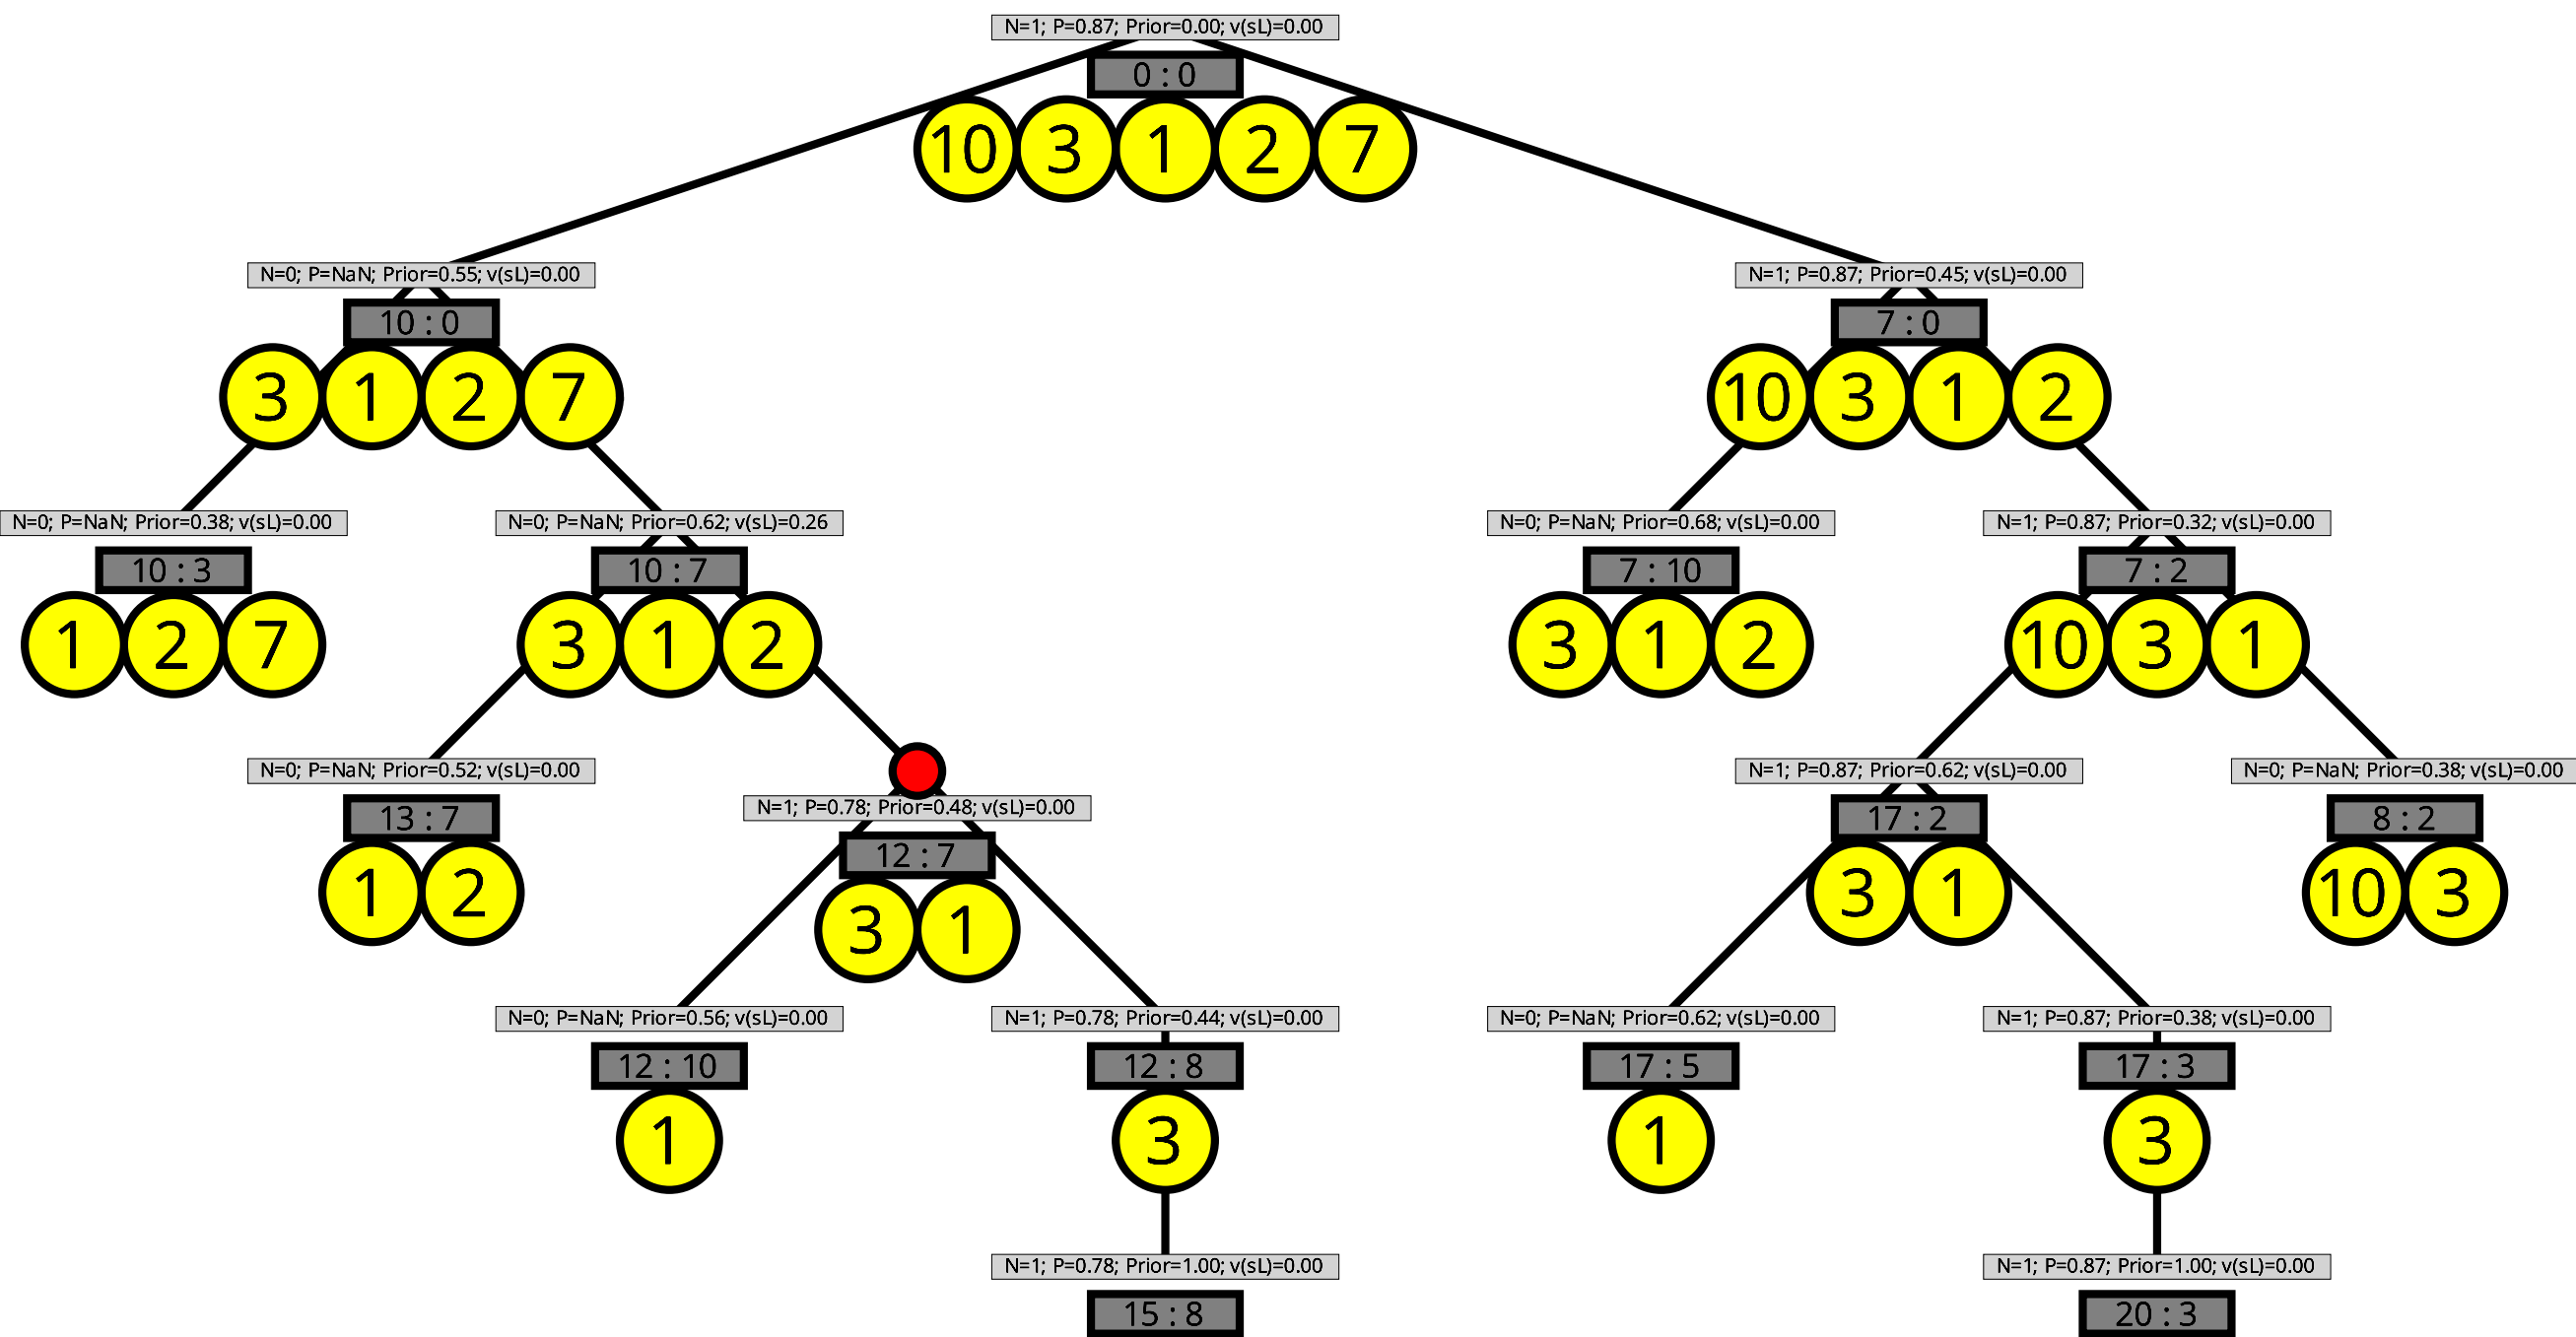 N=1; P=0.87; Prior=0.00; v(sL)=0.00
0 : 0
10 3 1 2 7
N=0; P=NaN; Prior=0.55; v(sL)=0.00
N=1; P=0.87; Prior=0.45; v(sL)=0.00
10 : 0
7 : 0
3 1 2 7
10 3 1 2
N=0; P=NaN; Prior=0.38; v(sL)=0.00
N=0; P=NaN; Prior=0.62; v(sL)=0.26
N=0; P=NaN; Prior=0.68; v(sL)=0.00
N=1; P=0.87; Prior=0.32; v(sL)=0.00
10 : 3
10 : 7
7 : 10
7 : 2
1 2 7
3 1 2
3 1 2
10 3 1
N=0; P=NaN; Prior=0.52; v(sL)=0.00
N=1; P=0.78; Prior=0.48; v(sL)=0.00
N=1; P=0.87; Prior=0.62; v(sL)=0.00
N=0; P=NaN; Prior=0.38; v(sL)=0.00
13 : 7
12 : 7
17 : 2
8 : 2
1 2
3 1
3 1
10 3
N=0; P=NaN; Prior=0.56; v(sL)=0.00
N=1; P=0.78; Prior=0.44; v(sL)=0.00
N=0; P=NaN; Prior=0.62; v(sL)=0.00
N=1; P=0.87; Prior=0.38; v(sL)=0.00
12 : 10
12 : 8
17 : 5
17 : 3
1
3
1
3
N=1; P=0.78; Prior=1.00; v(sL)=0.00
N=1; P=0.87; Prior=1.00; v(sL)=0.00
15 : 8
20 : 3